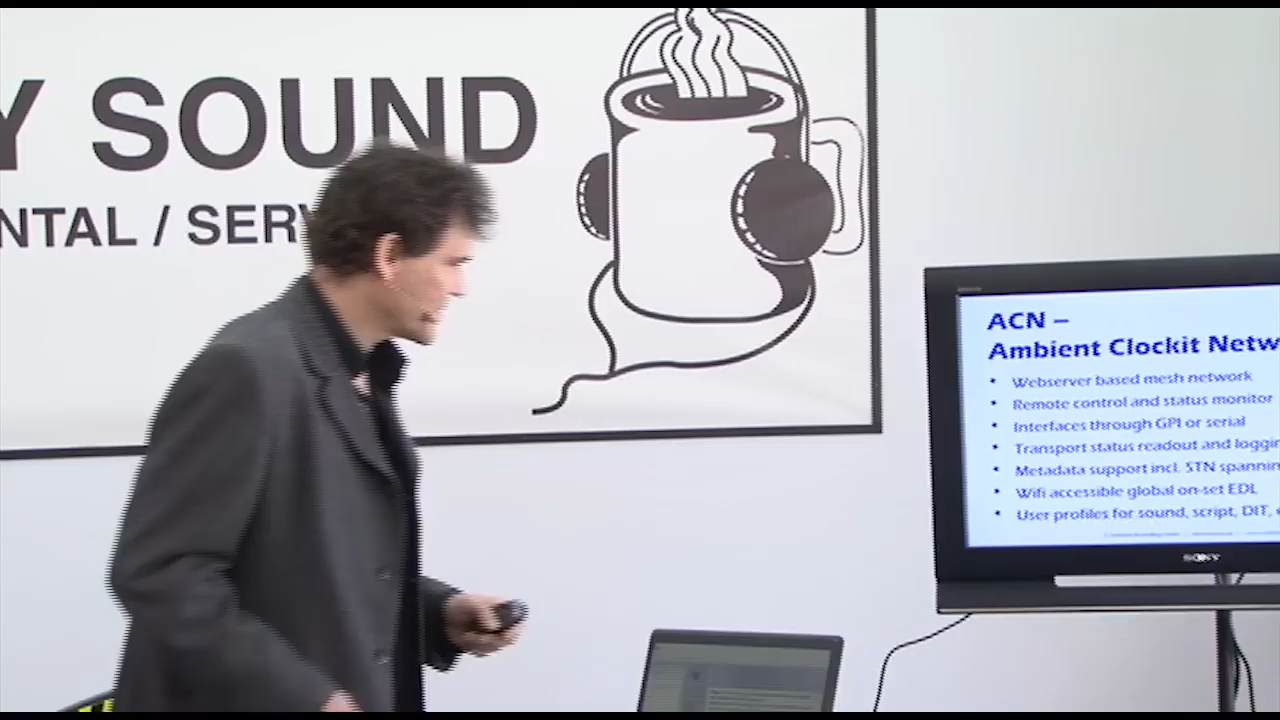 Y SOUND
NTAL / SERV
ACN –
Ambient Clockit Netw
• Webserver based mesh network
• Remote control and status monitor
• Interfaces through GPI or serial
• Transport status readout and loggin
• Metadata support incl. STN spannin
• Wifi accessible global on-set EDL
• User profiles for sound, script, DIT,
SONY